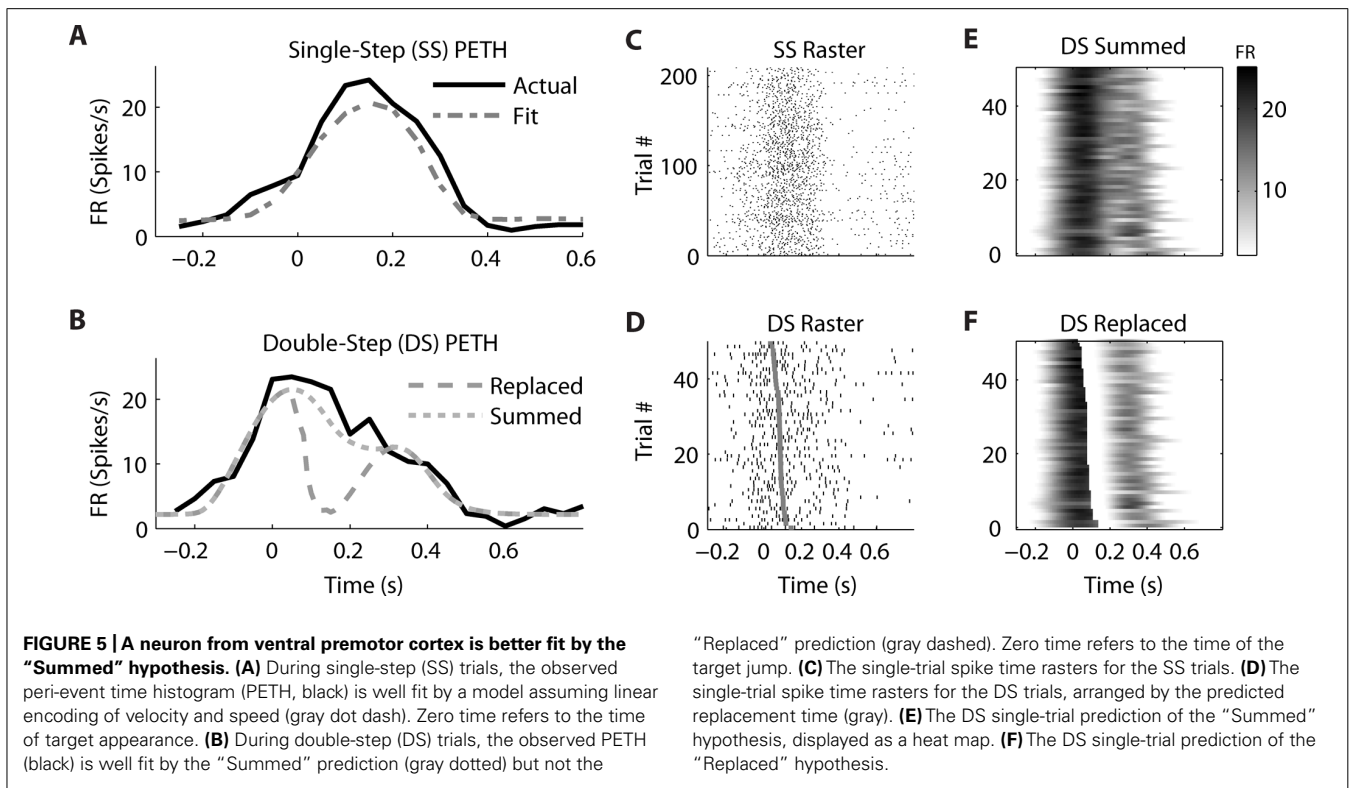 A
Single-Step (SS) PETH
Actual
Fit
FR (Spikes/s)
20
10
0
−0.2 0 0.2 0.4 0.6
C
SS Raster
Trial #
200
100
0
E
DS Summed
FR
40
20
0
20
10
B
Double-Step (DS) PETH
Replaced
Summed
FR (Spikes/s)
20
10
0
−0.2 0 0.2 0.4 0.6
Time (s)
D
DS Raster
Trial #
40
20
0
−0.2 0 0.2 0.6
Time (s)
F
DS Replaced
40
20
0
−0.2 0 0.2 0.6
Time (s)
FIGURE 5 | A neuron from ventral premotor cortex is better fit by the
“Summed” hypothesis. (A) During single-step (SS) trials, the observed
peri-event time histogram (PETH, black) is well fit by a model assuming linear
encoding of velocity and speed (gray dot dash). Zero time refers to the time
of target appearance. (B) During double-step (DS) trials, the observed PETH
(black) is well fit by the “Summed” prediction (gray dotted) but not the
“Replaced” prediction (gray dashed). Zero time refers to the time of the
target jump. (C) The single-trial spike time rasters for the SS trials. (D) The
single-trial spike time rasters for the DS trials, arranged by the predicted
replacement time (gray). (E) The DS single-trial prediction of the “Summed”
hypothesis, displayed as a heat map. (F) The DS single-trial prediction of the
“Replaced” hypothesis.